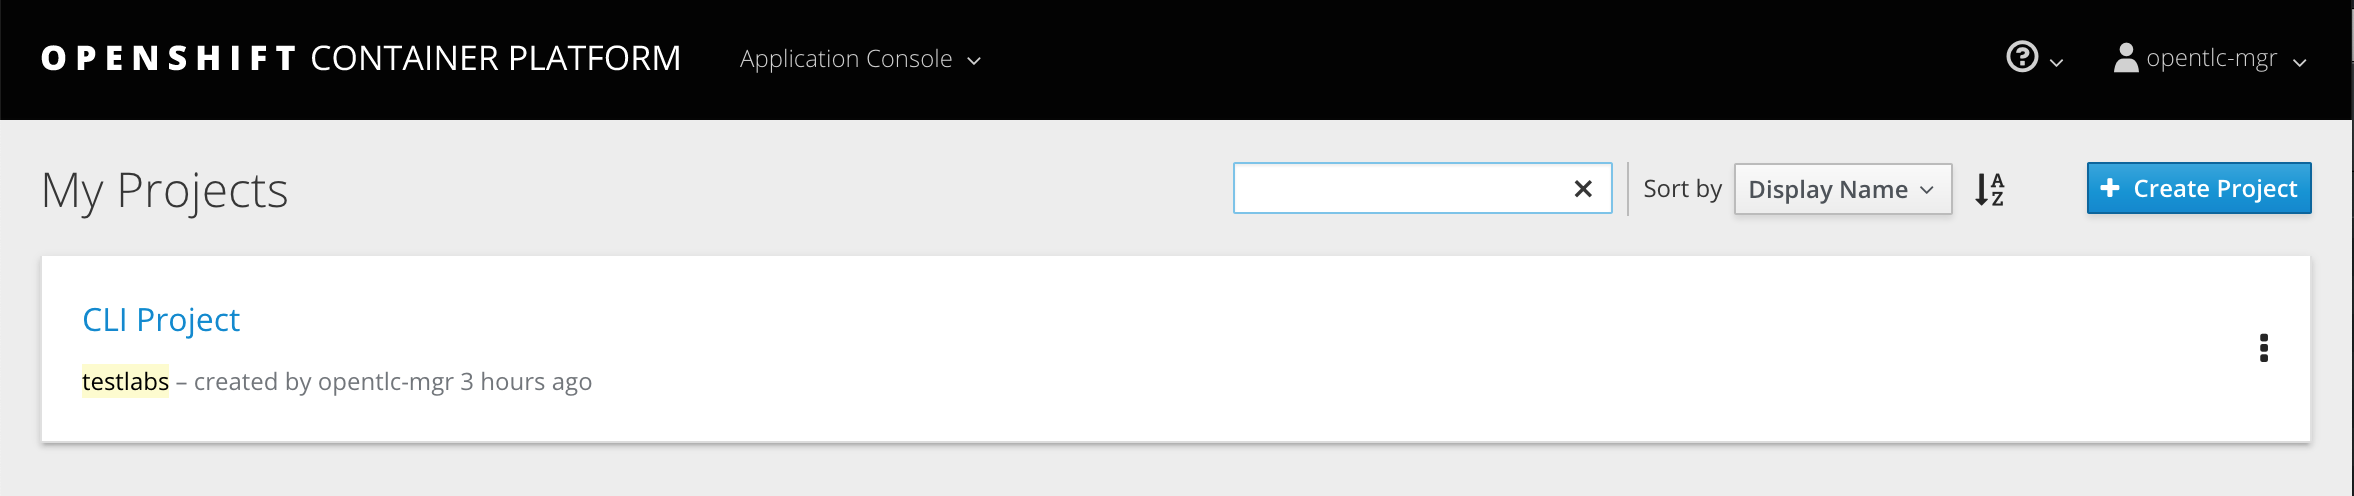 OPENSHIFT CONTAINER PLATFORM Application Console opentlc-mgr
My Projects Sort by Display Name A Z + Create Project
CLI Project
testlabs – created by opentlc-mgr 3 hours ago